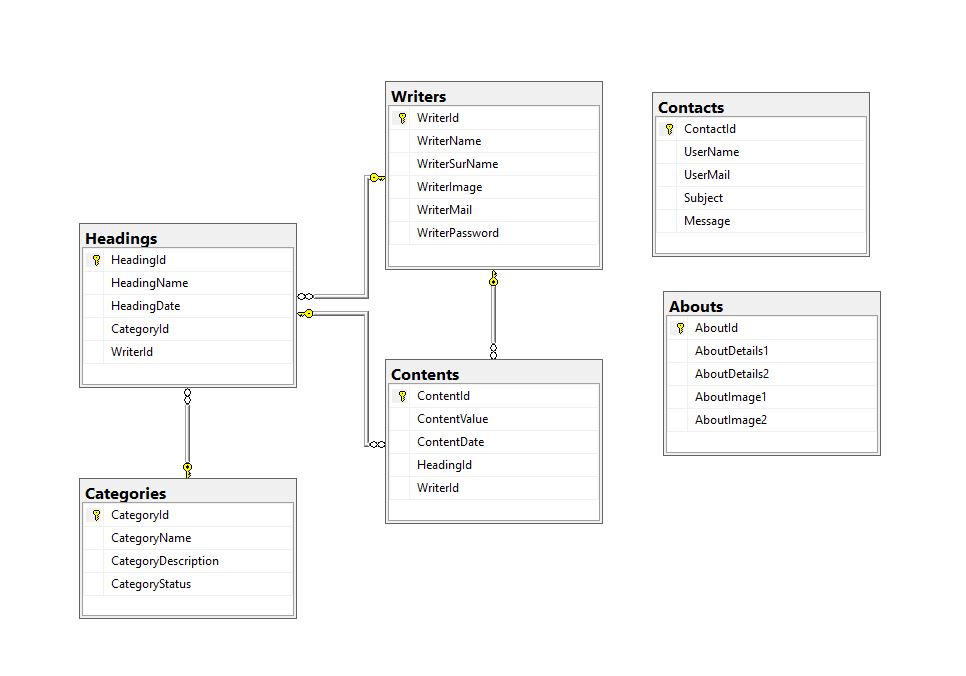 Writers
WriterId
WriterName
WriterSurName
WriterImage
WriterMail
WriterPassword
Contacts
ContactId
UserName
UserMail
Subject
Message
Headings
HeadingId
HeadingName
HeadingDate
CategoryId
WriterId
Abouts
AboutId
AboutDetails1
AboutDetails2
AboutImage1
AboutImage2
Contents
ContentId
ContentValue
ContentDate
HeadingId
WriterId
Categories
CategoryId
CategoryName
CategoryDescription
CategoryStatus